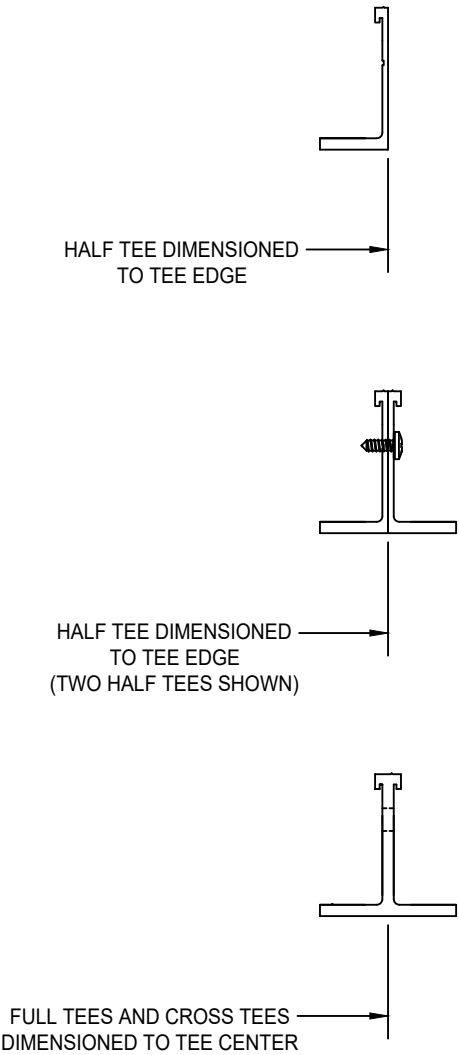 HALF TEE DIMENSIONED
TO TEE EDGE
HALF TEE DIMENSIONED
TO TEE EDGE
(TWO HALF TEES SHOWN)
FULL TEES AND CROSS TEES
DIMENSIONED TO TEE CENTER